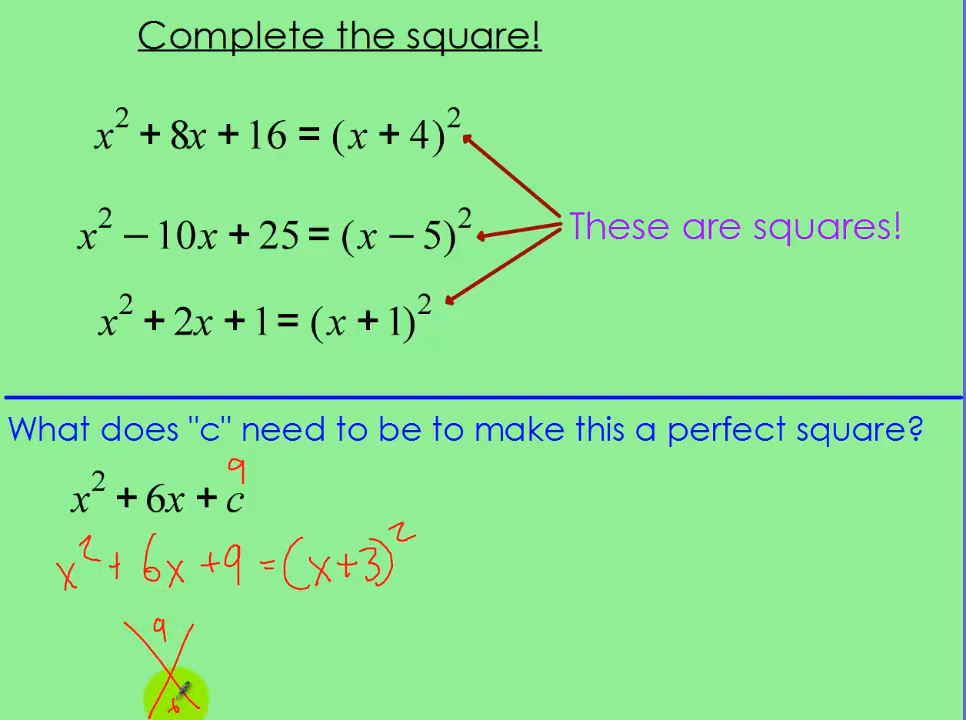 Complete the square!
x² + 8x + 16 = (x + 4)²
x² − 10x + 25 = (x − 5)²
These are squares!
x² + 2x + 1 = (x + 1)²
What does "c" need to be to make this a perfect square?
9
x² + 6x + c
x² + 6x + 9 = (x + 3)²
9